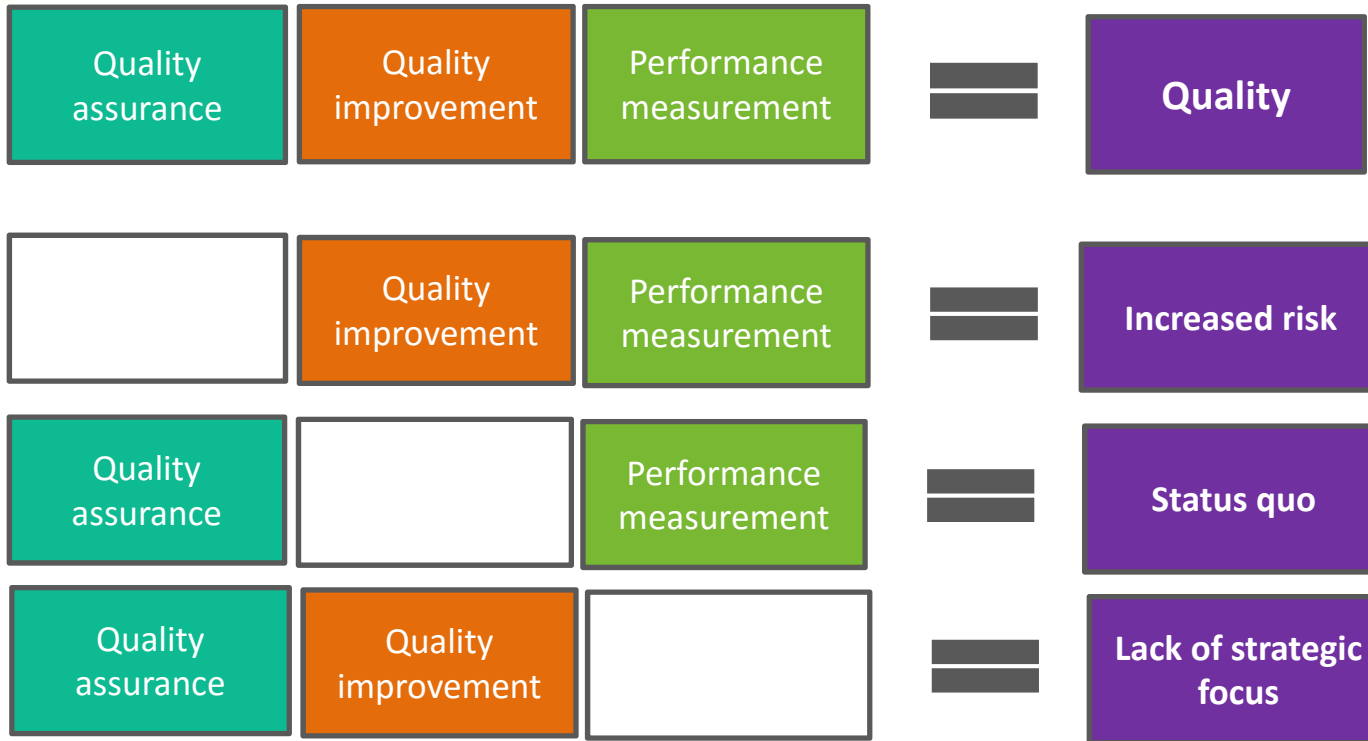 Quality
assurance
Quality
improvement
Performance
measurement
Quality
Quality
improvement
Performance
measurement
Increased risk
Quality
assurance
Performance
measurement
Status quo
Quality
assurance
Quality
improvement
Lack of strategic
focus